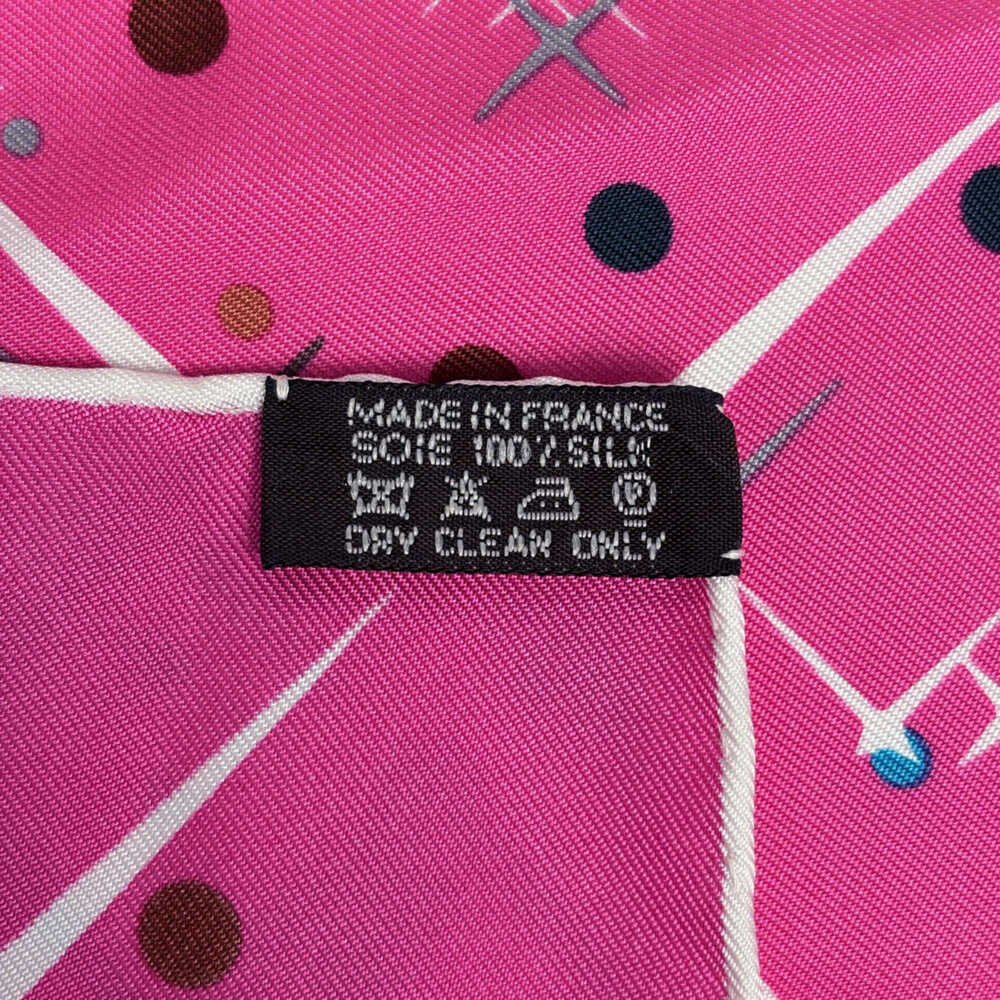 MADE IN FRANCE
SOIE 100% SILK
DRY CLEAN ONLY